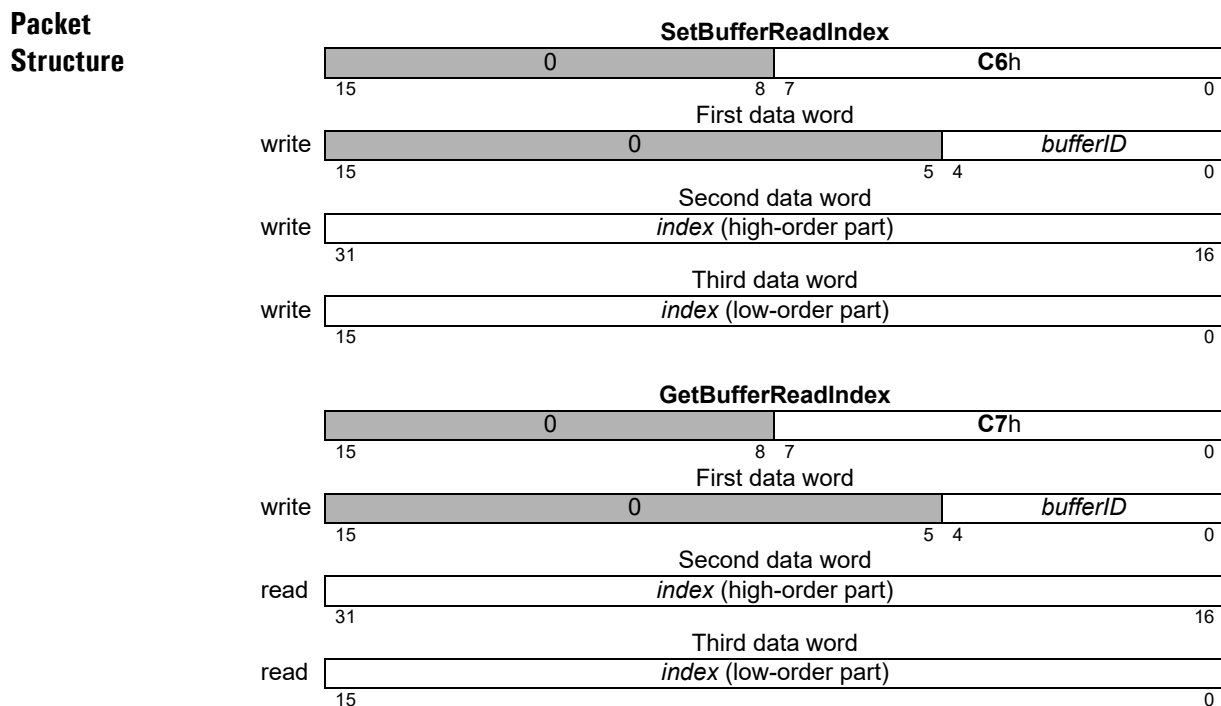 Packet
Structure
SetBufferReadIndex
0 C6h
15 8 7 0
First data word
write 0 bufferID
15 5 4 0
Second data word
write index (high-order part)
31 16
Third data word
write index (low-order part)
15 0
GetBufferReadIndex
0 C7h
15 8 7 0
First data word
write 0 bufferID
15 5 4 0
Second data word
read index (high-order part)
31 16
Third data word
read index (low-order part)
15 0